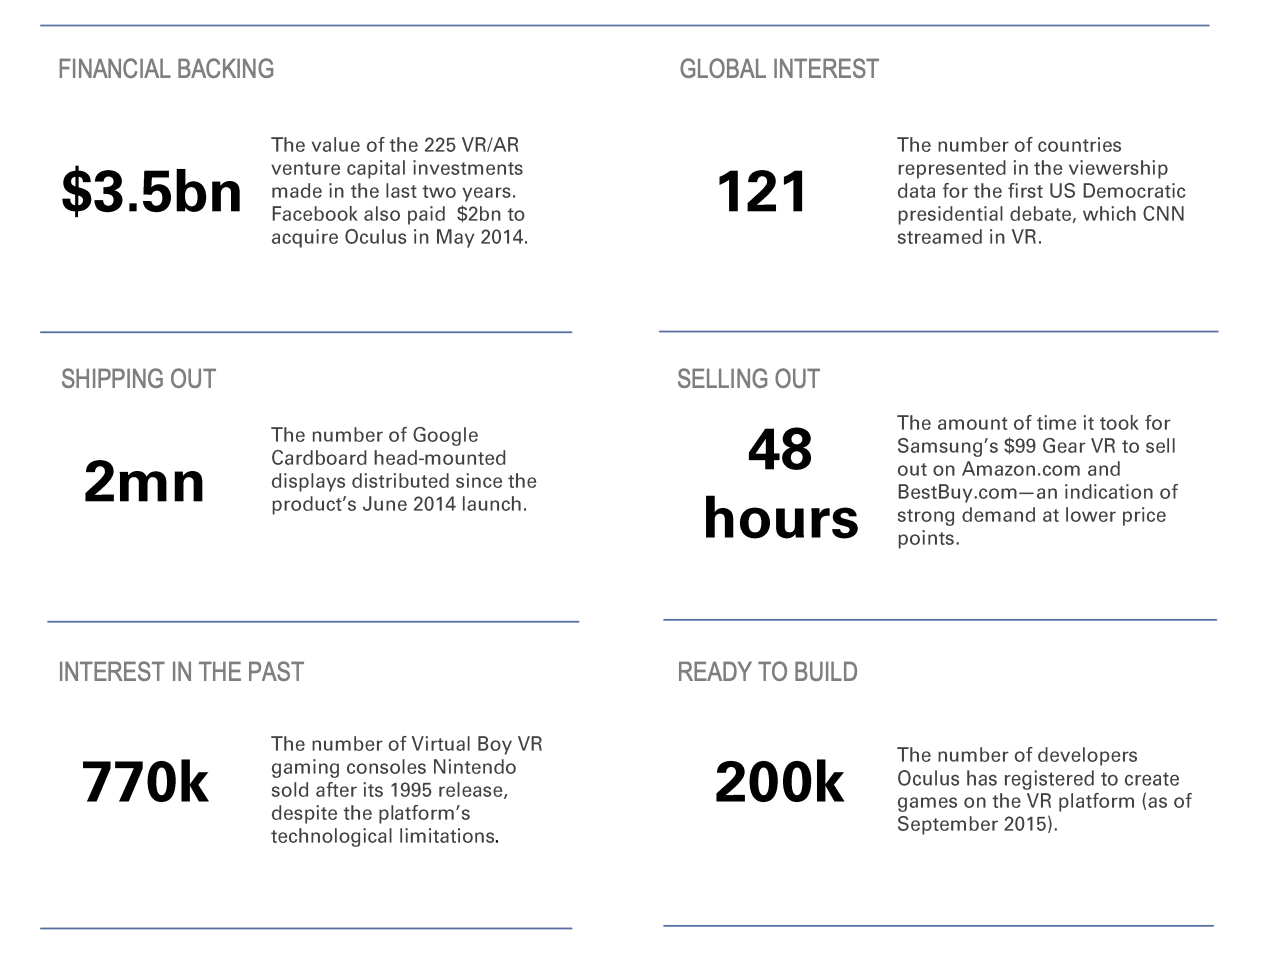 FINANCIAL BACKING
$3.5bn
The value of the 225 VR/AR
venture capital investments
made in the last two years.
Facebook also paid  $2bn to
acquire Oculus in May 2014.
GLOBAL INTEREST
121
The number of countries
represented in the viewership
data for the first US Democratic
presidential debate, which CNN
streamed in VR.
SHIPPING OUT
2mn
The number of Google
Cardboard head-mounted
displays distributed since the
product’s June 2014 launch.
SELLING OUT
48
hours
The amount of time it took for
Samsung’s $99 Gear VR to sell
out on Amazon.com and
BestBuy.com—an indication of
strong demand at lower price
points.
INTEREST IN THE PAST
770k
The number of Virtual Boy VR
gaming consoles Nintendo
sold after its 1995 release,
despite the platform’s
technological limitations.
READY TO BUILD
200k
The number of developers
Oculus has registered to create
games on the VR platform (as of
September 2015).